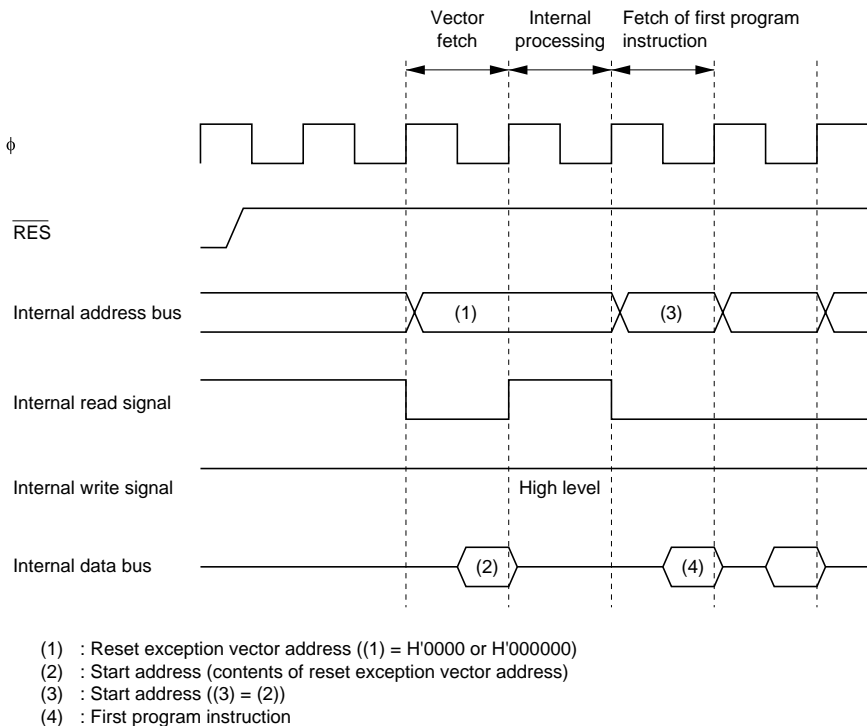 Vector fetch
Internal processing
Fetch of first program instruction
φ
RES
Internal address bus
(1)
(3)
Internal read signal
Internal write signal
High level
Internal data bus
(2)
(4)
(1) : Reset exception vector address ((1) = H'0000 or H'000000)
(2) : Start address (contents of reset exception vector address)
(3) : Start address ((3) = (2))
(4) : First program instruction